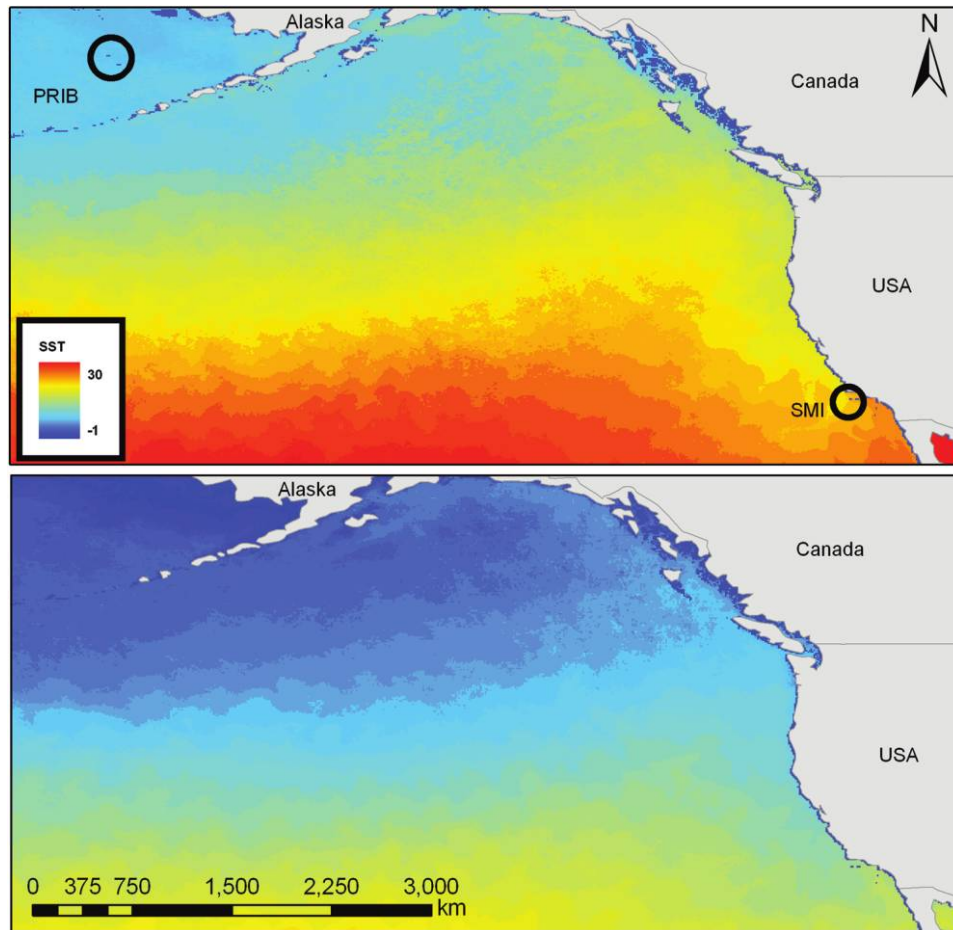 Alaska
N
Canada
PRIB
USA
SST
30
-1
SMI
Alaska
Canada
USA
0 375 750 1,500 2,250 3,000
km